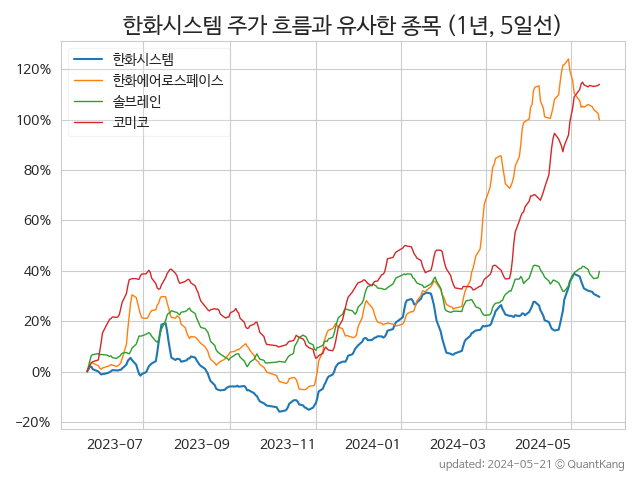 한화시스템 주가 흐름과 유사한 종목 (1년, 5일선)
한화시스템
한화에어로스페이스
솔브레인
코미코
120%
100%
80%
60%
40%
20%
0%
−20%
2023-07
2023-09
2023-11
2024-01
2024-03
2024-05
updated: 2024-05-21 © QuantKang